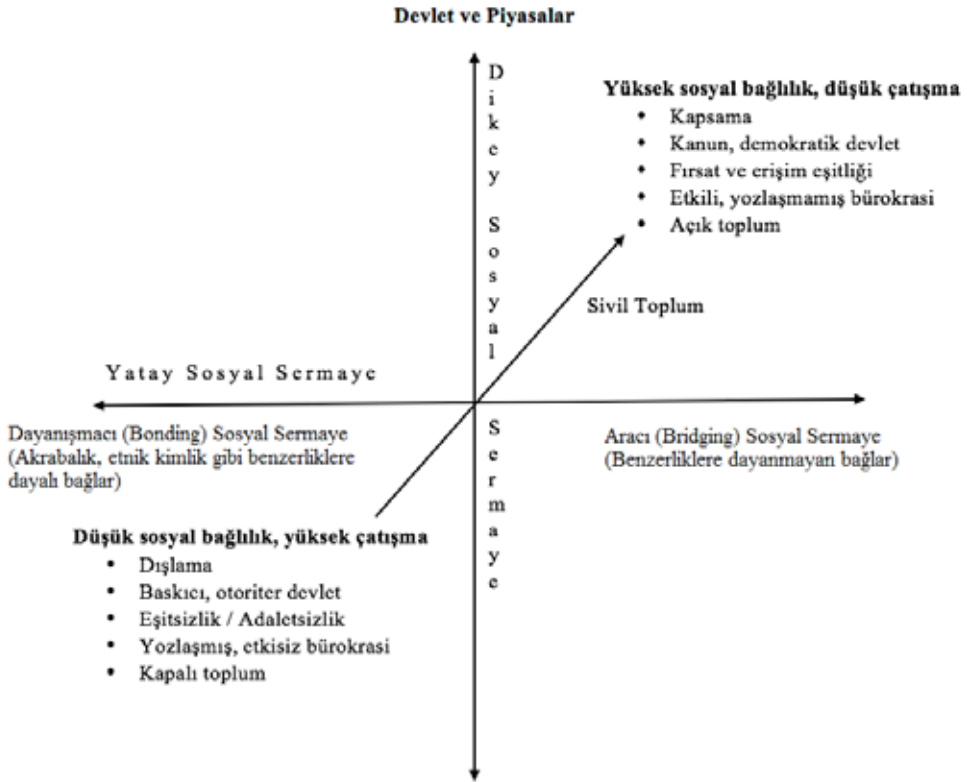 Devlet ve Piyasalar
Dikey Sosyal Sermaye
Yüksek sosyal bağlılık, düşük çatışma
• Kapsama
• Kanun, demokratik devlet
• Fırsat ve erişim eşitliği
• Etkili, yozlaşmamış bürokrasi
• Açık toplum
Sivil Toplum
Yatay Sosyal Sermaye
Dayanışmacı (Bonding) Sosyal Sermaye
(Akrabalık, etnik kimlik gibi benzerliklere
dayalı bağlar)
Aracı (Bridging) Sosyal Sermaye
(Benzerliklere dayanmayan bağlar)
Düşük sosyal bağlılık, yüksek çatışma
• Dışlama
• Baskıcı, otoriter devlet
• Eşitsizlik / Adaletsizlik
• Yozlaşmış, etkisiz bürokrasi
• Kapalı toplum